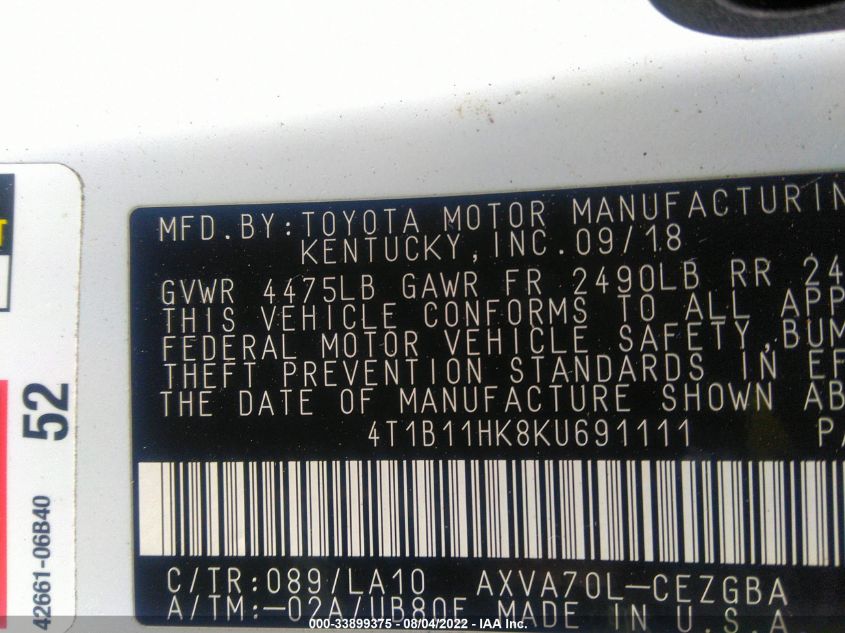 MFD.BY:TOYOTA MOTOR MANUFACTURIN
KENTUCKY,INC.09/18
GVWR 4475LB GAWR FR 2490LB RR 24
THIS VEHICLE CONFORMS TO ALL APP
FEDERAL MOTOR VEHICLE SAFETY,BUM
THEFT PREVENTION STANDARDS IN EF
THE DATE OF MANUFACTURE SHOWN AB
4T1B11HK8KU691111 PA
C/TR:089/LA10 AXVA70L-CEZGBA
A/TM:-02A/UB80E MADE IN U.S.A
T
52
42661-06B40
000-33899375 - 08/04/2022 - IAA Inc.